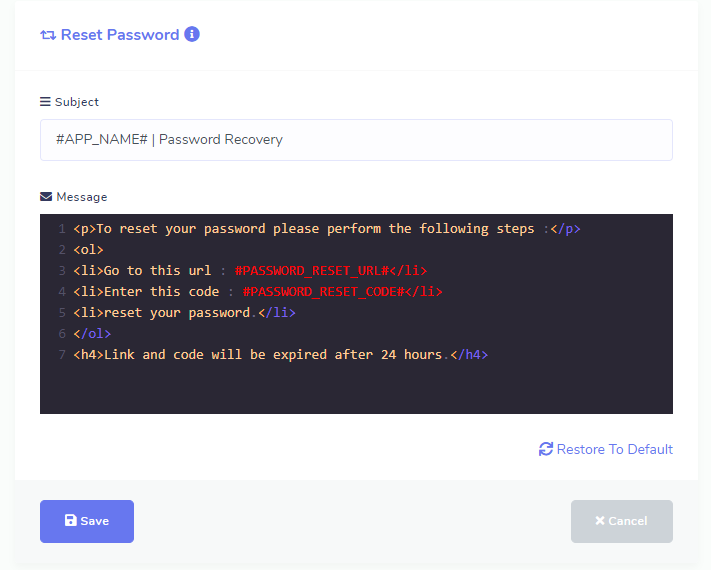 Reset Password
Subject
#APP_NAME# | Password Recovery
Message
1 <p>To reset your password please perform the following steps :</p>
2 <ol>
3 <li>Go to this url : #PASSWORD_RESET_URL#</li>
4 <li>Enter this code : #PASSWORD_RESET_CODE#</li>
5 <li>reset your password.</li>
6 </ol>
7 <h4>Link and code will be expired after 24 hours.</h4>
Restore To Default
Save
Cancel